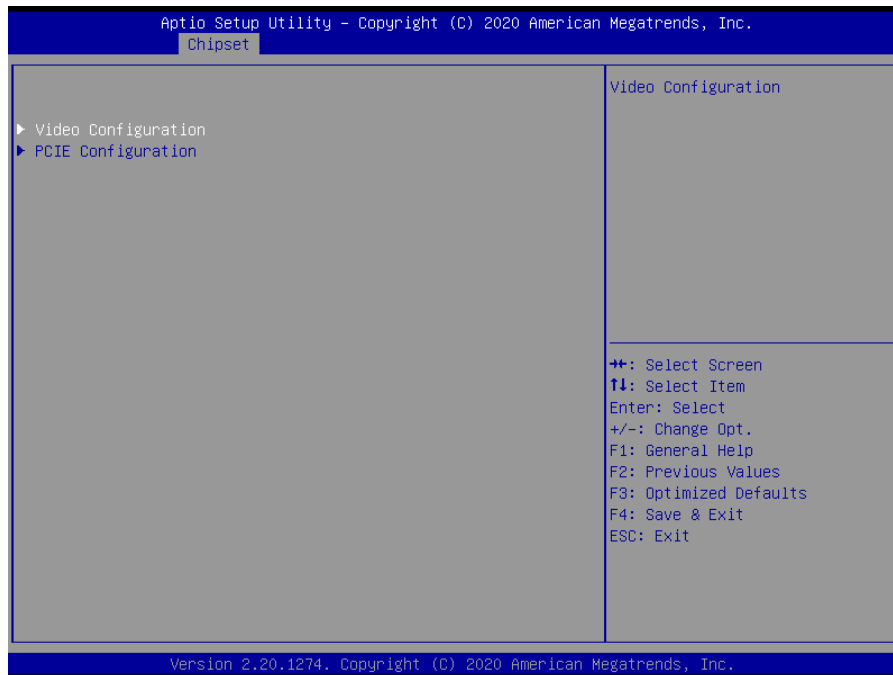 Aptio Setup Utility – Copyright (C) 2020 American Megatrends, Inc.
Chipset
Video Configuration
PCIE Configuration
Video Configuration
→←: Select Screen
↑↓: Select Item
Enter: Select
+/-: Change Opt.
F1: General Help
F2: Previous Values
F3: Optimized Defaults
F4: Save & Exit
ESC: Exit
Version 2.20.1274. Copyright (C) 2020 American Megatrends, Inc.